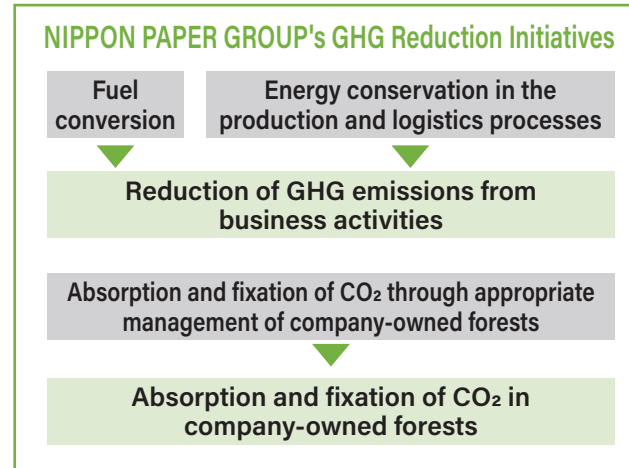 NIPPON PAPER GROUP's GHG Reduction Initiatives
Fuel
conversion
Energy conservation in the
production and logistics processes
Reduction of GHG emissions from
business activities
Absorption and fixation of CO₂ through appropriate
management of company-owned forests
Absorption and fixation of CO₂ in
company-owned forests